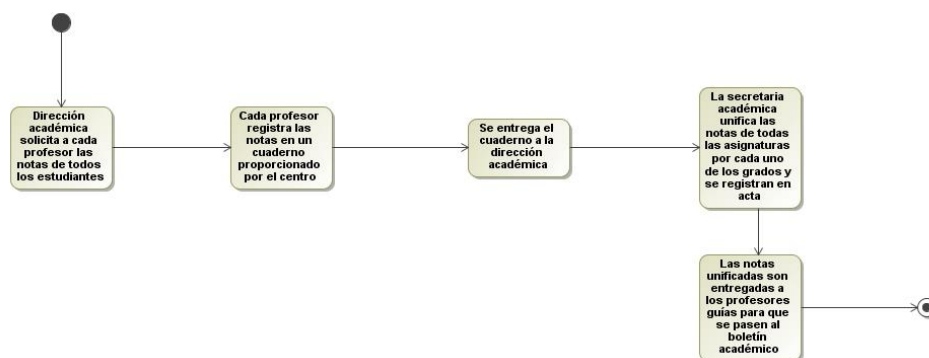 Dirección
académica
solicita a cada
profesor las
notas de todos
los estudiantes
Cada profesor
registra las
notas en un
cuaderno
proporcionado
por el centro
Se entrega el
cuaderno a la
dirección
académica
La secretaria
académica
unifica las
notas de todas
las asignaturas
por cada uno
de los grados y
se registran en
acta
Las notas
unificadas son
entregadas a
los profesores
guías para que
se pasen al
boletín
académico